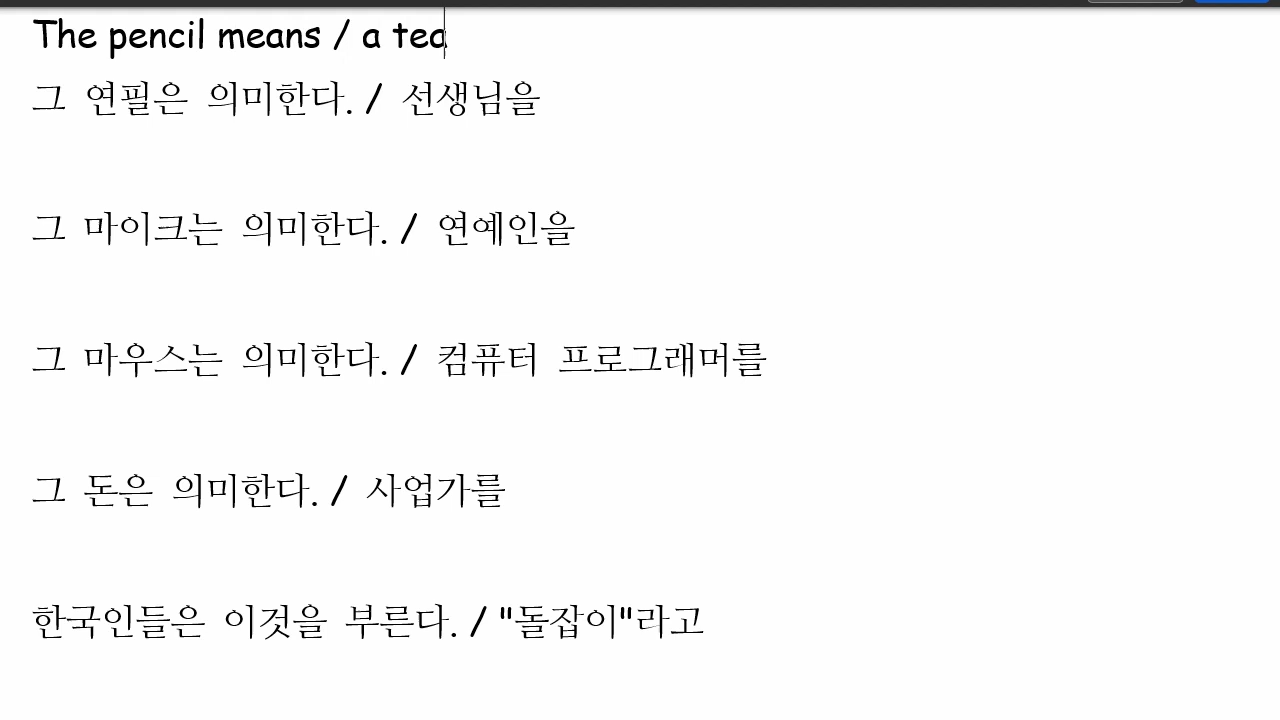 The pencil means / a tea
그 연필은 의미한다. / 선생님을
그 마이크는 의미한다. / 연예인을
그 마우스는 의미한다. / 컴퓨터 프로그래머를
그 돈은 의미한다. / 사업가를
한국인들은 이것을 부른다. / "돌잡이"라고